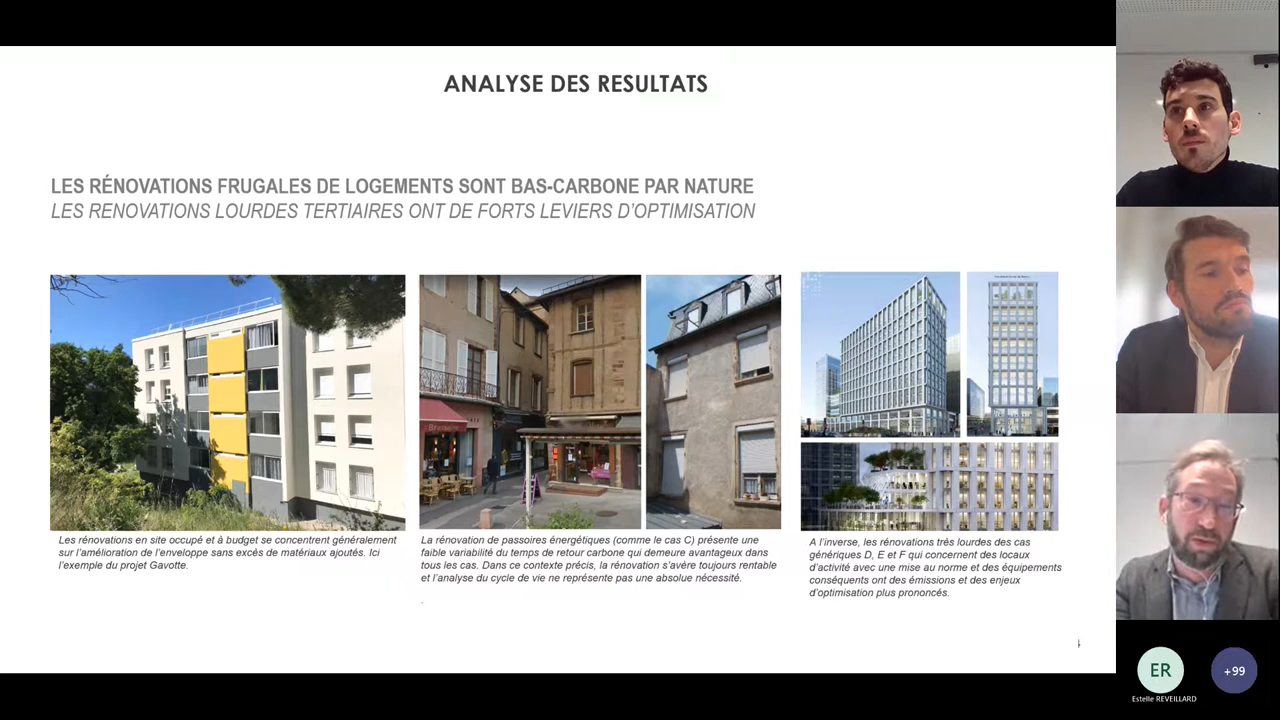 ANALYSE DES RESULTATS
LES RÉNOVATIONS FRUGALES DE LOGEMENTS SONT BAS-CARBONE PAR NATURE
LES RENOVATIONS LOURDES TERTIAIRES ONT DE FORTS LEVIERS D'OPTIMISATION
Les rénovations en site occupé et à budget se concentrent généralement
sur l'amélioration de l'enveloppe sans excès de matériaux ajoutés. Ici
l'exemple du projet Gavotte.
La rénovation de passoires énergétiques (comme le cas C) présente une
faible variabilité du temps de retour carbone qui demeure avantageux dans
tous les cas. Dans ce contexte précis, la rénovation s'avère toujours rentable
et l'analyse du cycle de vie ne représente pas une absolue nécessité.
A l'inverse, les rénovations très lourdes des cas
génériques D, E et F qui concernent des locaux
d'activité avec une mise au norme et des équipements
conséquents ont des émissions et des enjeux
d'optimisation plus prononcés.
ER
+99
Estelle REVEILLARD